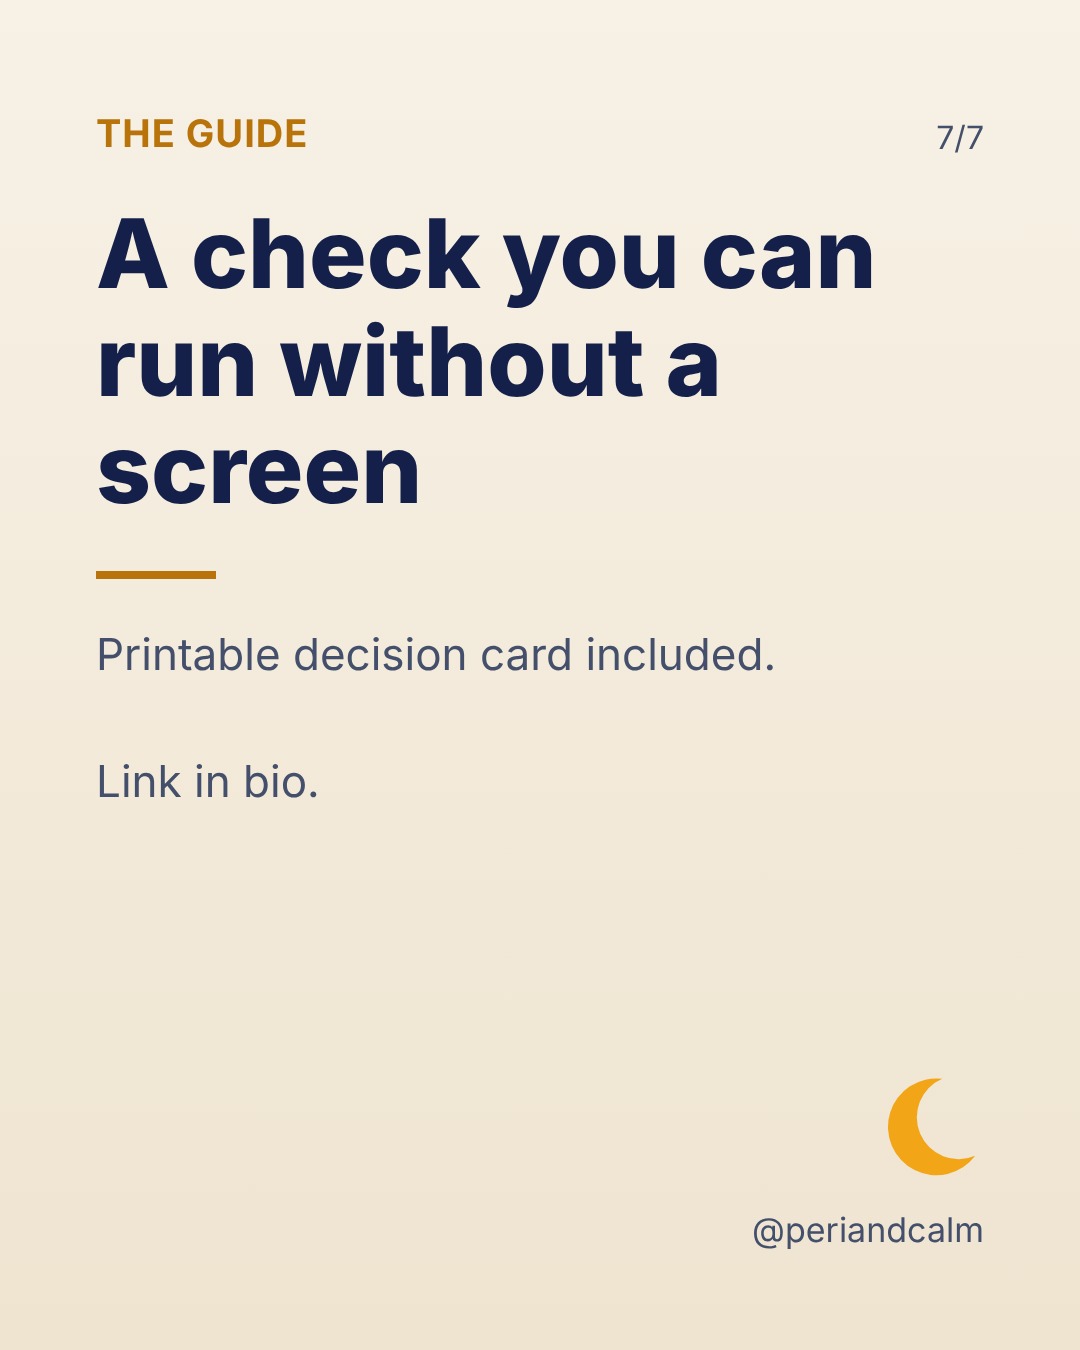 THE GUIDE
7/7
A check you can
run without a
screen
Printable decision card included.
Link in bio.
@periandcalm